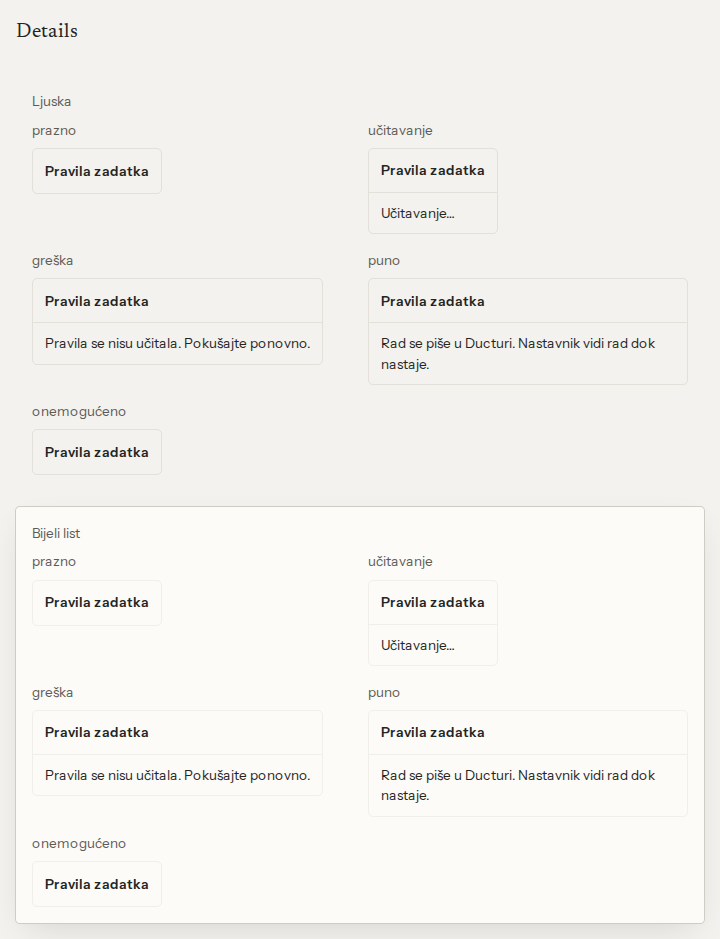 Details
Ljuska
prazno
učitavanje
Pravila zadatka
Pravila zadatka
Učitavanje…
greška
puno
Pravila zadatka
Pravila zadatka
Pravila se nisu učitala. Pokušajte ponovno.
Rad se piše u Ducturi. Nastavnik vidi rad dok
nastaje.
onemogućeno
Pravila zadatka
Bijeli list
prazno
učitavanje
Pravila zadatka
Pravila zadatka
Učitavanje…
greška
puno
Pravila zadatka
Pravila zadatka
Pravila se nisu učitala. Pokušajte ponovno.
Rad se piše u Ducturi. Nastavnik vidi rad dok
nastaje.
onemogućeno
Pravila zadatka